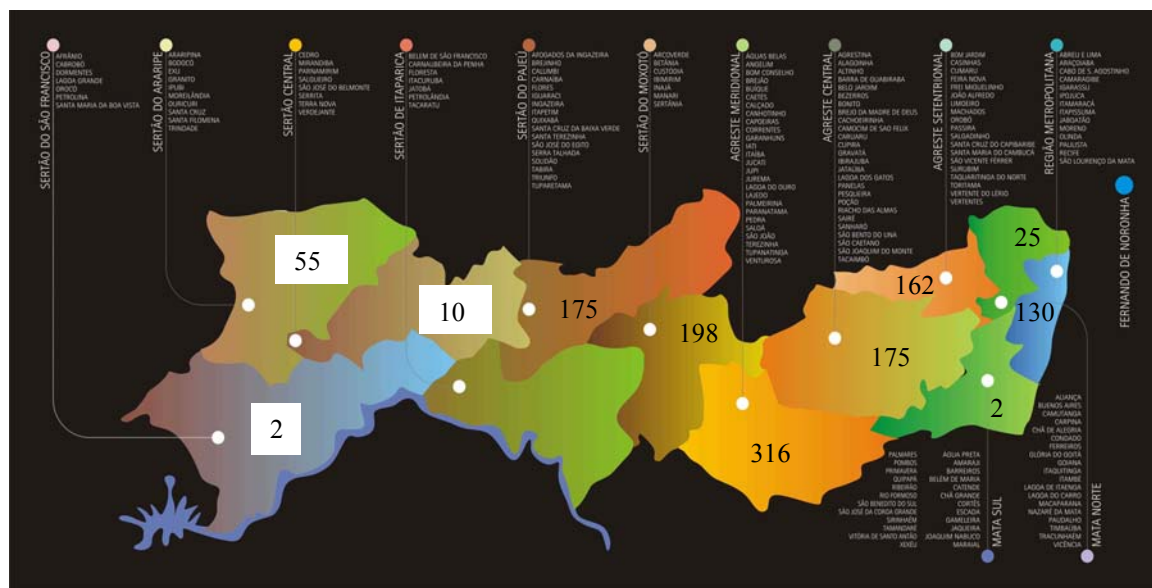 SERTÃO DO SÃO FRANCISCO
AFRÂNIO
CABROBÓ
DORMENTES
LAGOA GRANDE
OROCÓ
PETROLINA
SANTA MARIA DA BOA VISTA
SERTÃO DO ARARIPE
ARARIPINA
BODOCÓ
EXU
GRANITO
IPUBI
MOREILÂNDIA
OURICURI
SANTA CRUZ
SANTA FILOMENA
TRINDADE
SERTÃO CENTRAL
CEDRO
MIRANDIBA
PARNAMIRIM
SALGUEIRO
SÃO JOSÉ DO BELMONTE
SERRITA
TERRA NOVA
VERDEJANTE
SERTÃO DE ITAPARICA
BELEM DE SÃO FRANCISCO
CARNAUBEIRA DA PENHA
FLORESTA
ITACURUBA
JATOBÁ
PETROLÂNDIA
TACARATU
SERTÃO DO PAJEÚ
AFOGADOS DA INGAZEIRA
BREJINHO
CALUMBI
CARNAÍBA
FLORES
IGUARACI
INGAZEIRA
ITAPETIM
QUIXABÁ
SANTA CRUZ DA BAIXA VERDE
SANTA TEREZINHA
SÃO JOSÉ DO EGITO
SERRA TALHADA
SOLIDÃO
TABIRA
TRIUNFO
TUPARETAMA
SERTÃO DO MOXOTÓ
ARCOVERDE
BETÂNIA
CUSTÓDIA
IBIMIRIM
INAJÁ
MANARI
SERTÂNIA
AGRESTE MERIDIONAL
ÁGUAS BELAS
ANGELIM
BOM CONSELHO
BREJÃO
BUÍQUE
CAETÉS
CALÇADO
CANHOTINHO
CAPOEIRAS
CORRENTES
GARANHUNS
IATI
ITAÍBA
JUCATI
JUPI
JUREMA
LAGOA DO OURO
LAJEDO
PALMEIRINA
PARANATAMA
PEDRA
SALOÁ
SÃO JOÃO
TEREZINHA
TUPANATINGA
VENTUROSA
AGRESTE CENTRAL
AGRESTINA
ALAGOINHA
ALTINHO
BARRA DE GUABIRABA
BELO JARDIM
BEZERROS
BONITO
BREJO DA MADRE DE DEUS
CACHOEIRINHA
CAMOCIM DE SAO FELIX
CARUARU
CUPIRA
GRAVATÁ
IBIRAJUBA
JATAÚBA
LAGOA DOS GATOS
PANELAS
PESQUEIRA
POÇÃO
RIACHO DAS ALMAS
SAIRÉ
SANHARÓ
SÃO BENTO DO UNA
SÃO CAETANO
SÃO JOAQUIM DO MONTE
TACAIMBÓ
AGRESTE SETENTRIONAL
BOM JARDIM
CASINHAS
CUMARU
FEIRA NOVA
FREI MIGUELINHO
JOÃO ALFREDO
LIMOEIRO
MACHADOS
OROBÓ
PASSIRA
SALGADINHO
SANTA CRUZ DO CAPIBARIBE
SANTA MARIA DO CAMBUCÁ
SÃO VICENTE FÉRRER
SURUBIM
TAQUARITINGA DO NORTE
TORITAMA
VERTENTE DO LÉRIO
VERTENTES
REGIÃO METROPOLITANA
ABREU E LIMA
ARAÇOIABA
CABO DE S. AGOSTINHO
CAMARAGIBE
IGARASSU
IPOJUCA
ITAMARACÁ
ITAPISSUMA
JABOATÃO
MORENO
OLINDA
PAULISTA
RECIFE
SÃO LOURENÇO DA MATA
FERNANDO DE NORONHA
55
10
175
198
162
25
130
175
2
2
316
PALMARES
POMBOS
PRIMAVERA
QUIPAPÁ
RIBEIRÃO
RIO FORMOSO
SÃO BENEDITO DO SUL
SÃO JOSÉ DA COROA GRANDE
SIRINHAÉM
TAMANDARÉ
VITÓRIA DE SANTO ANTÃO
XEXÉU
ÁGUA PRETA
AMARAJI
BARREIROS
BELÉM DE MARIA
CATENDE
CHÃ GRANDE
CORTÊS
ESCADA
GAMELEIRA
JAQUEIRA
JOAQUIM NABUCO
MARAIAL
MATA SUL
ALIANÇA
BUENOS AIRES
CAMUTANGA
CARPINA
CHÃ DE ALEGRIA
CONDADO
FERREIROS
GLÓRIA DO GOITÁ
GOIANA
ITAQUITINGA
ITAMBÉ
LAGOA DE ITAENGA
LAGOA DO CARRO
MACAPARANA
NAZARÉ DA MATA
PAUDALHO
TIMBAÚBA
TRACUNHAÉM
VICÊNCIA
MATA NORTE